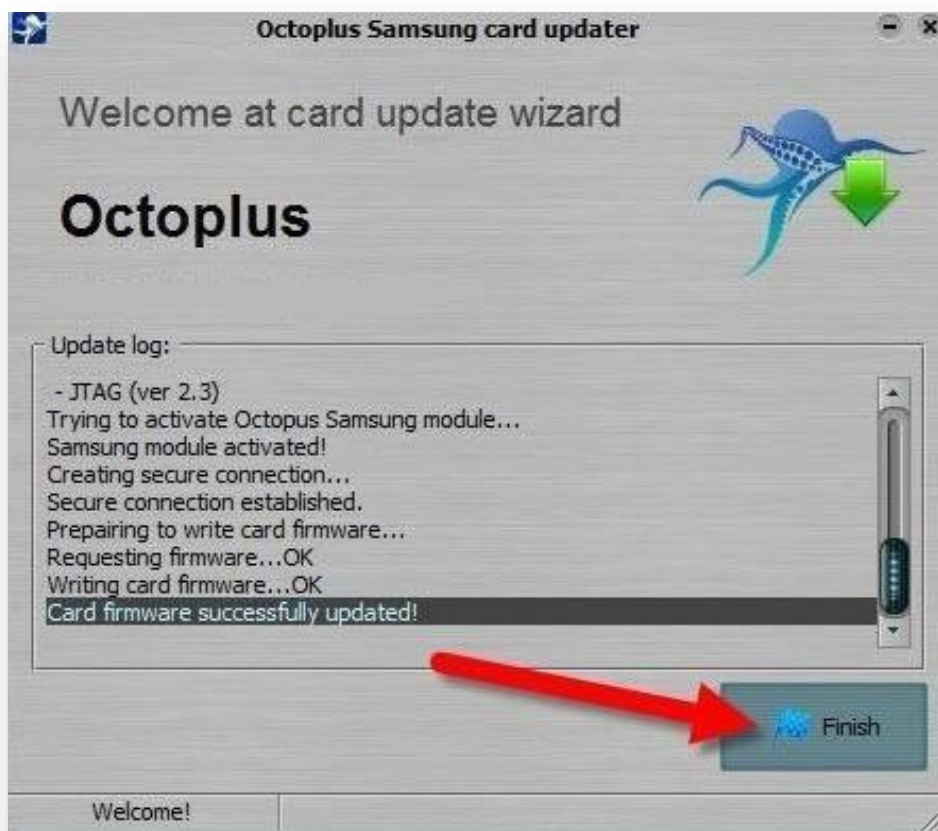 Octoplus Samsung card updater
Welcome at card update wizard
Octoplus
Update log:
- JTAG (ver 2.3)
Trying to activate Octopus Samsung module...
Samsung module activated!
Creating secure connection...
Secure connection established.
Preparing to write card firmware...
Requesting firmware...OK
Writing card firmware...OK
Card firmware successfully updated!
Finish
Welcome!